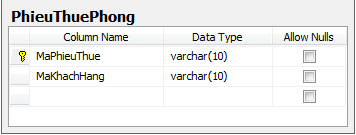 PhieuThuePhong
Column Name Data Type Allow Nulls
MaPhieuThue varchar(10)
MaKhachHang varchar(10)